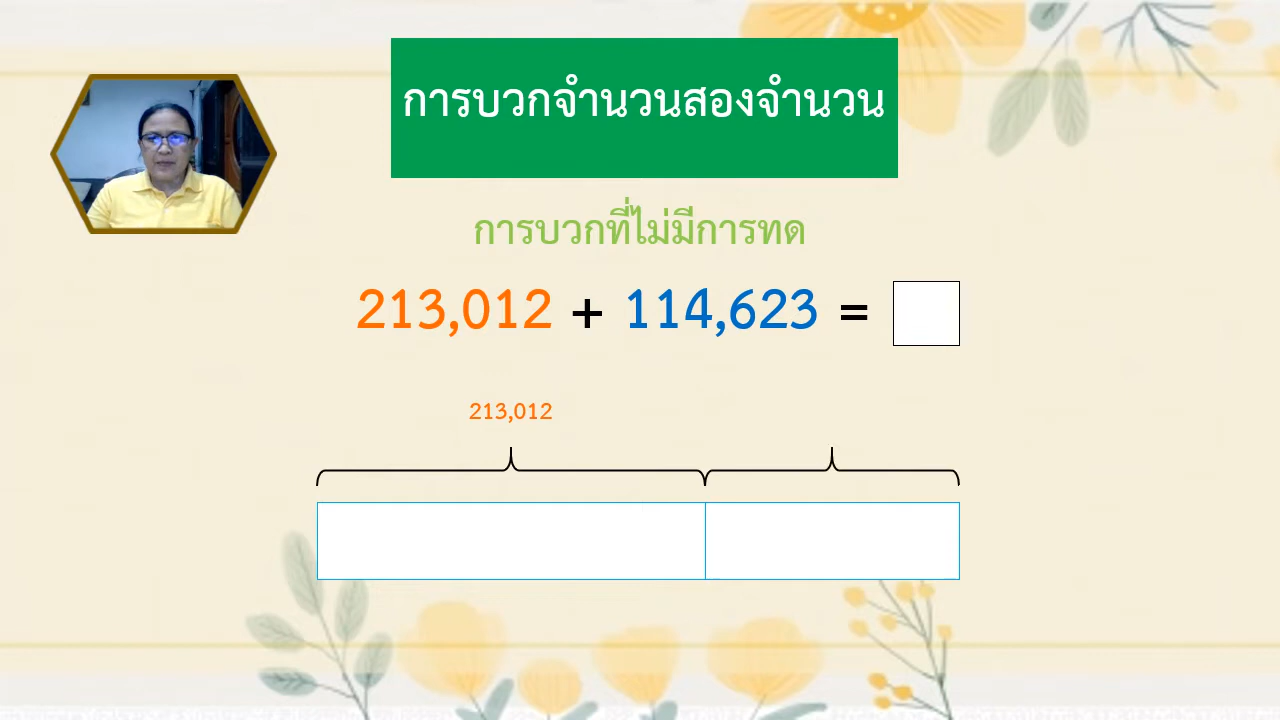 การบวกจำนวนสองจำนวน
การบวกที่ไม่มีการทด
213,012 + 114,623 =
213,012